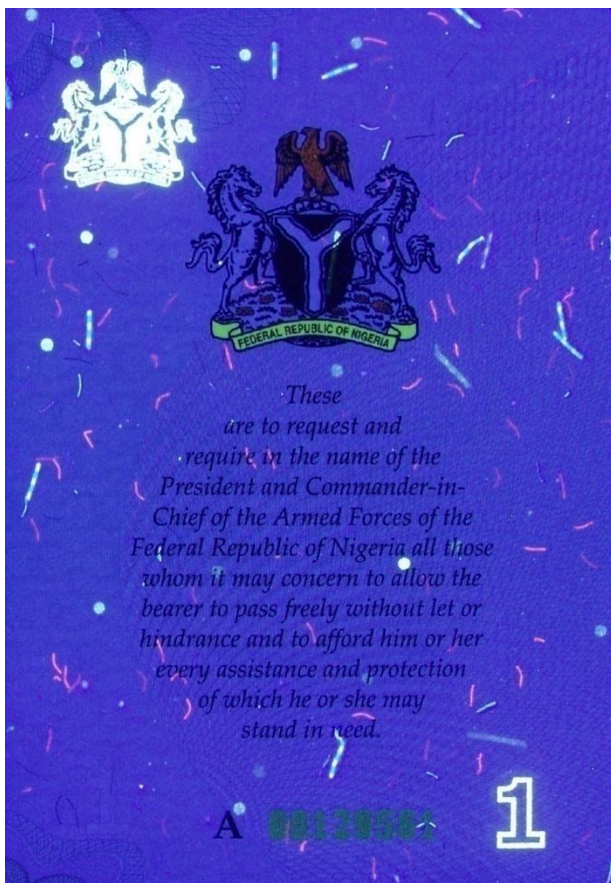 FEDERAL REPUBLIC OF NIGERIA
These
are to request and
require in the name of the
President and Commander-in-
Chief of the Armed Forces of the
Federal Republic of Nigeria all those
whom it may concern to allow the
bearer to pass freely without let or
hindrance and to afford him or her
every assistance and protection
of which he or she may
stand in need.
A
1